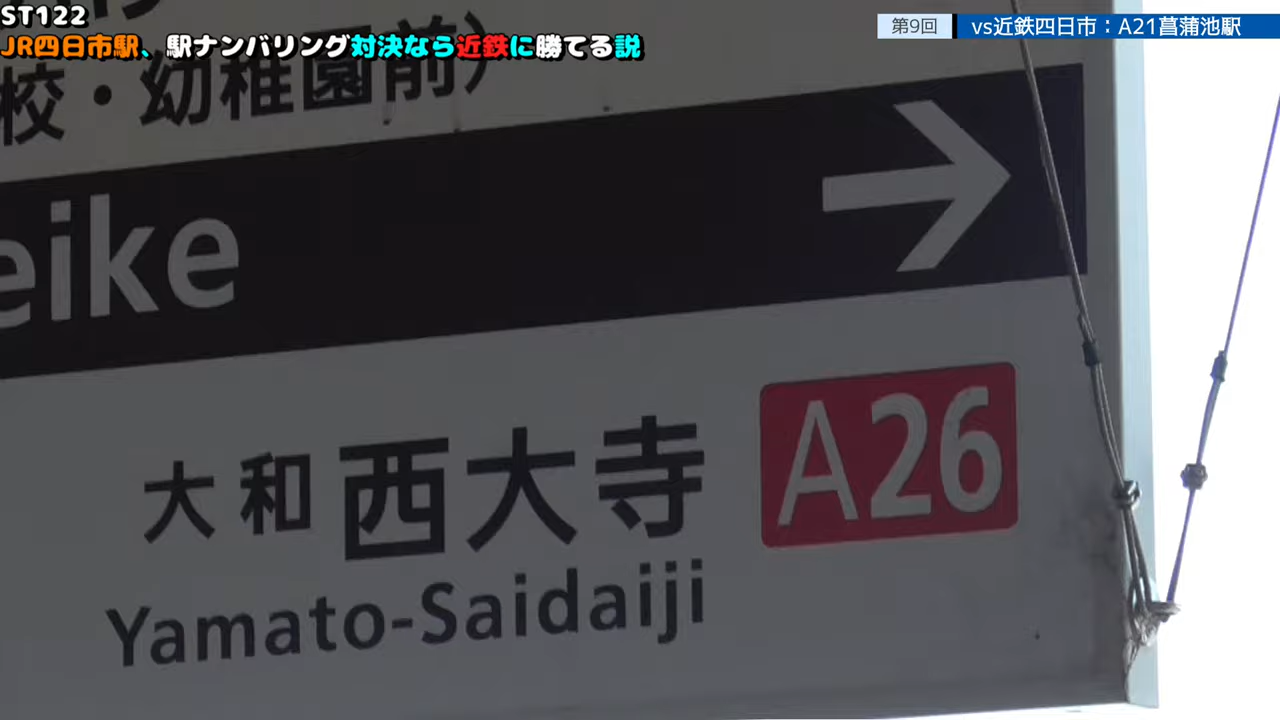 ST122
JR四日市駅、駅ナンバリング対決なら近鉄に勝てる説
第9回
vs近鉄四日市：A21菖蒲池駅
校・幼稚園前）
eike
→
大和西大寺 A26
Yamato-Saidaiji